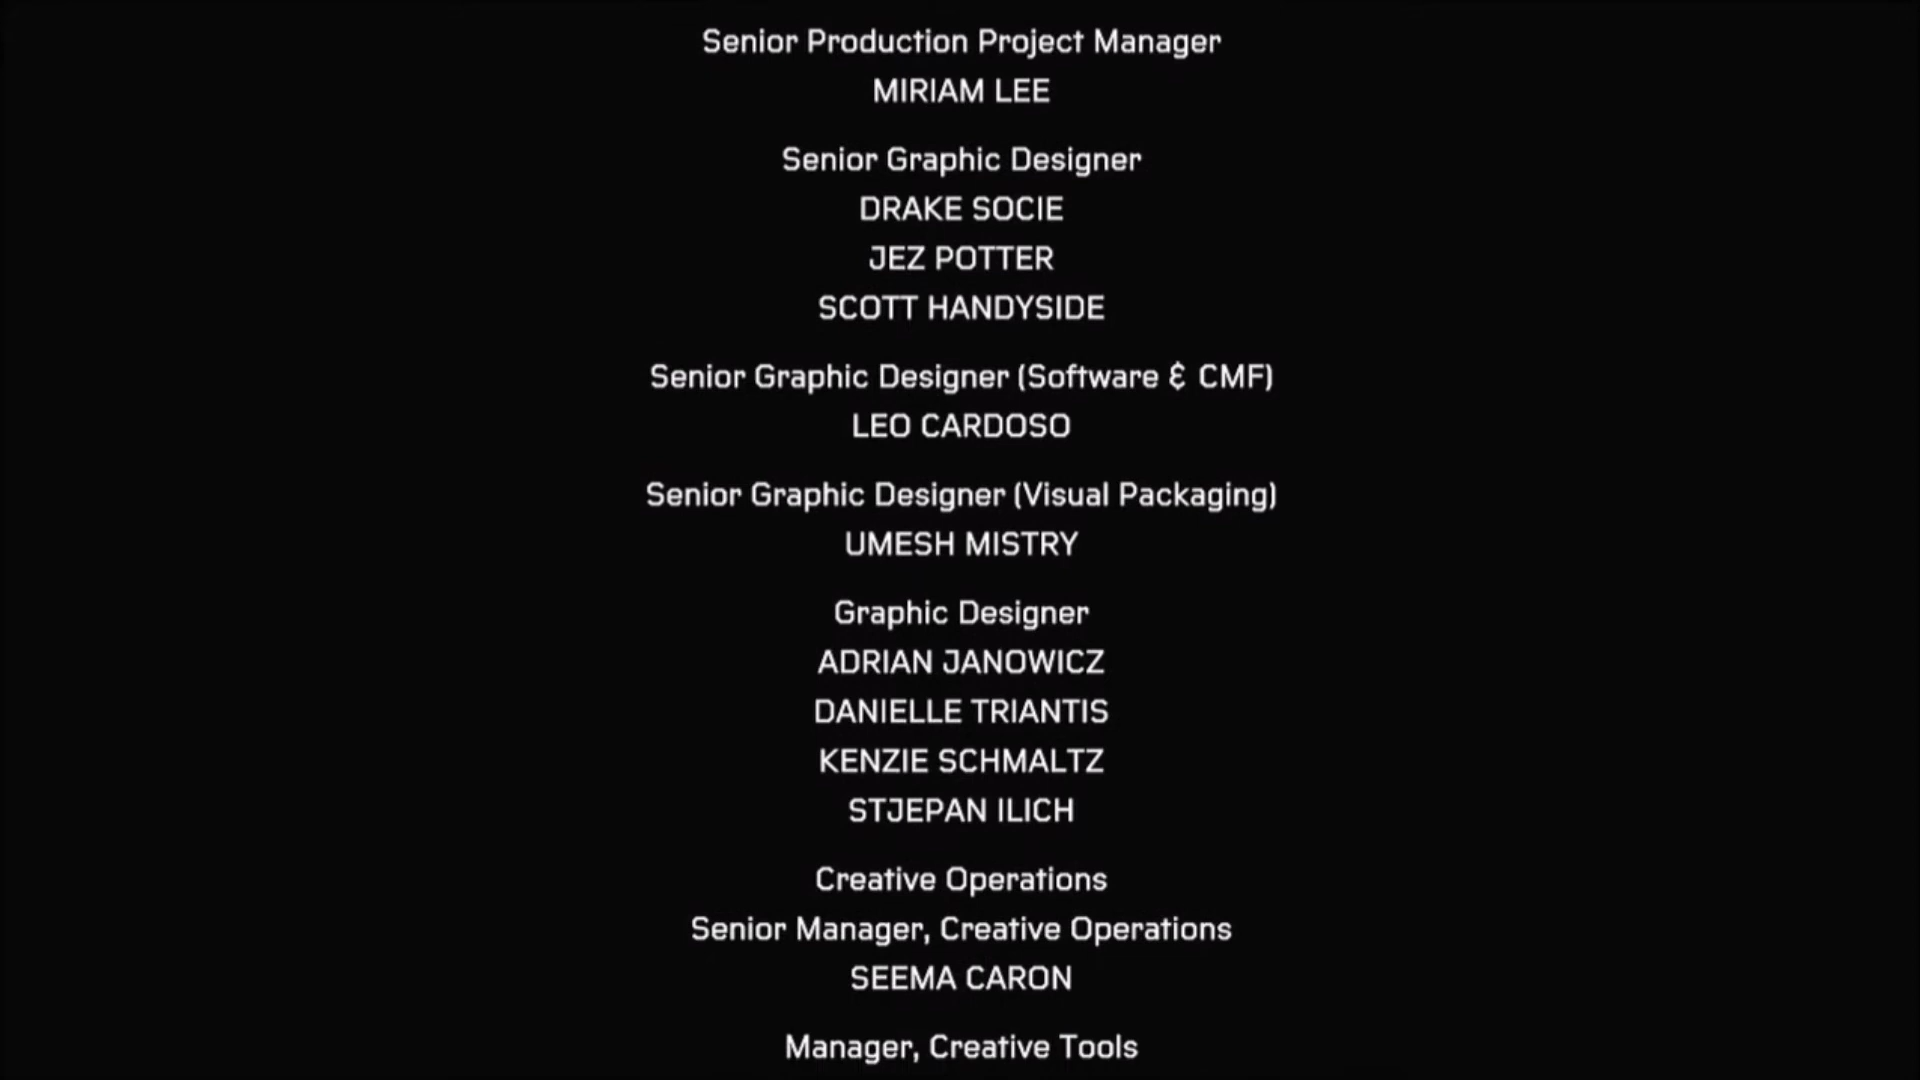 Senior Production Project Manager
MIRIAM LEE
Senior Graphic Designer
DRAKE SOCIE
JEZ POTTER
SCOTT HANDYSIDE
Senior Graphic Designer (Software & CMF)
LEO CARDOSO
Senior Graphic Designer (Visual Packaging)
UMESH MISTRY
Graphic Designer
ADRIAN JANOWICZ
DANIELLE TRIANTIS
KENZIE SCHMALTZ
STJEPAN ILICH
Creative Operations
Senior Manager, Creative Operations
SEEMA CARON
Manager, Creative Tools